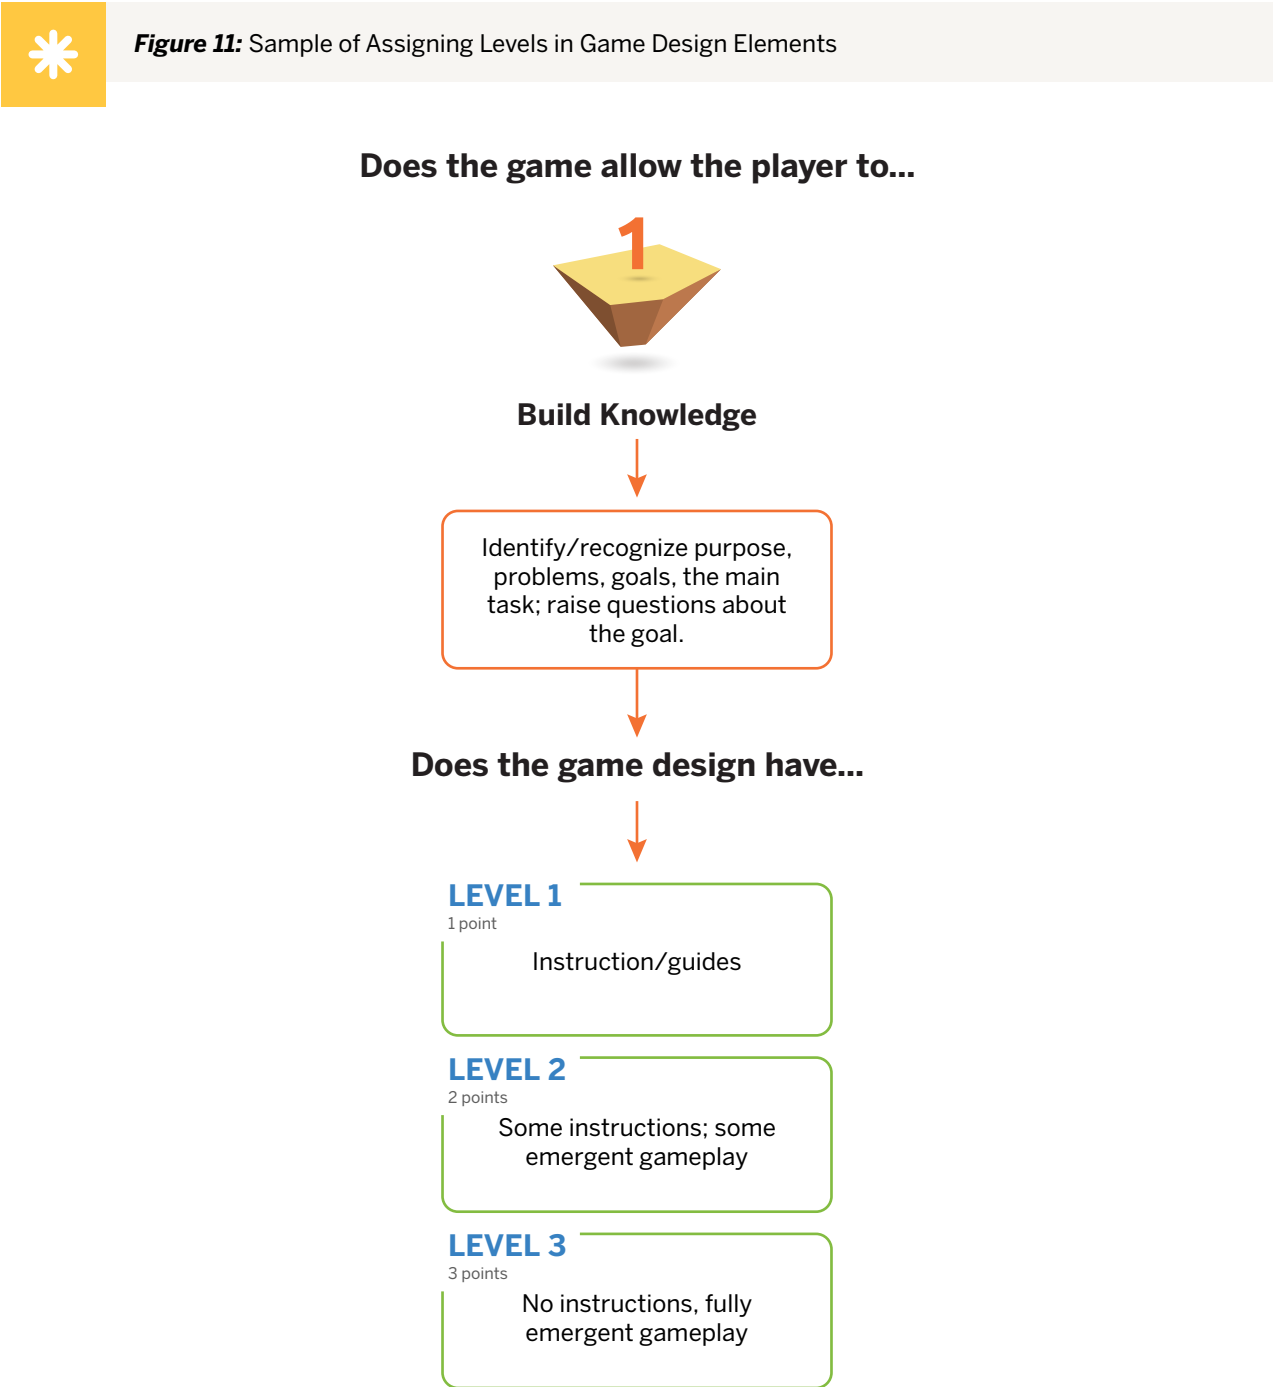 Figure 11: Sample of Assigning Levels in Game Design Elements
Does the game allow the player to...
1
Build Knowledge
Identify/recognize purpose,
problems, goals, the main
task; raise questions about
the goal.
Does the game design have...
LEVEL 1
1 point
Instruction/guides
LEVEL 2
2 points
Some instructions; some
emergent gameplay
LEVEL 3
3 points
No instructions, fully
emergent gameplay